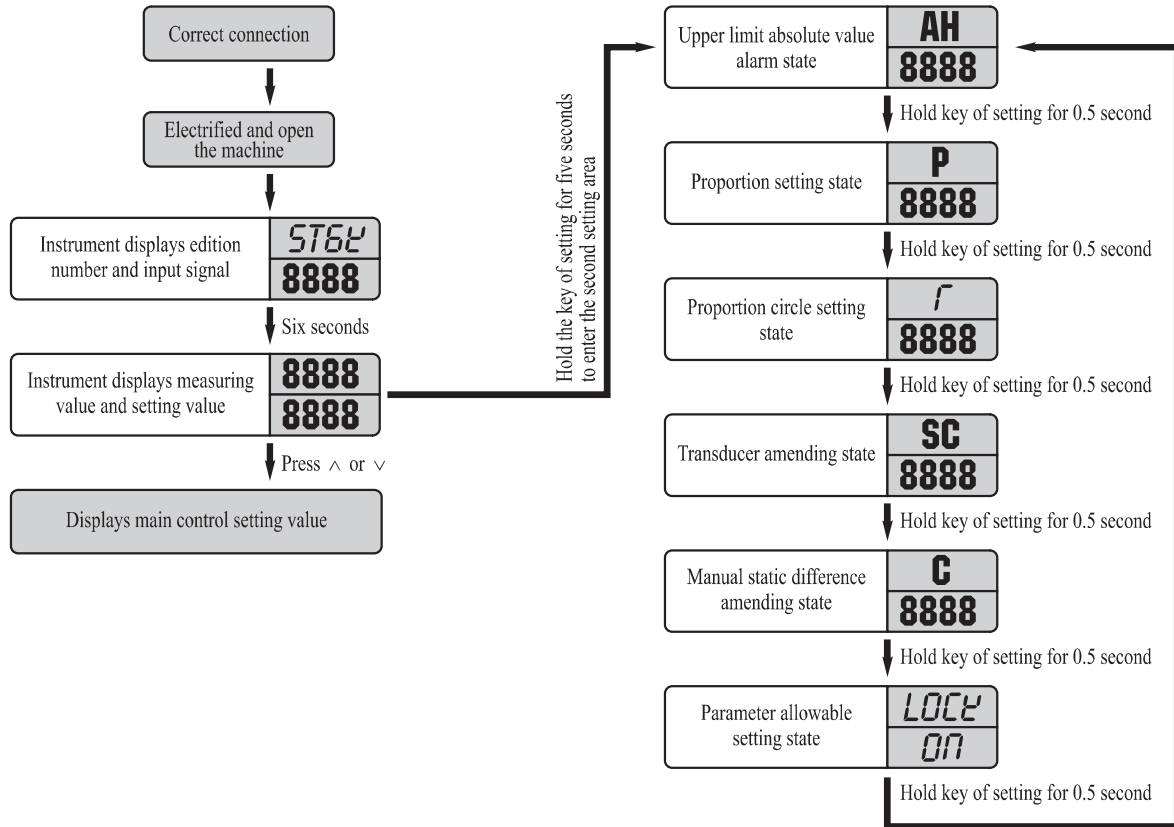 Correct connection
Electrified and open
the machine
Instrument displays edition
number and input signal
8888
Six seconds
Instrument displays measuring
value and setting value
8888
8888
Press ∧ or ∨
Displays main control setting value
Hold the key of setting for five seconds
to enter the second setting area
Upper limit absolute value
alarm state
AH
8888
Hold key of setting for 0.5 second
Proportion setting state
P
8888
Hold key of setting for 0.5 second
Proportion circle setting
state
8888
Hold key of setting for 0.5 second
Transducer amending state
SC
8888
Hold key of setting for 0.5 second
Manual static difference
amending state
C
8888
Hold key of setting for 0.5 second
Parameter allowable
setting state
LOCK
ON
Hold key of setting for 0.5 second